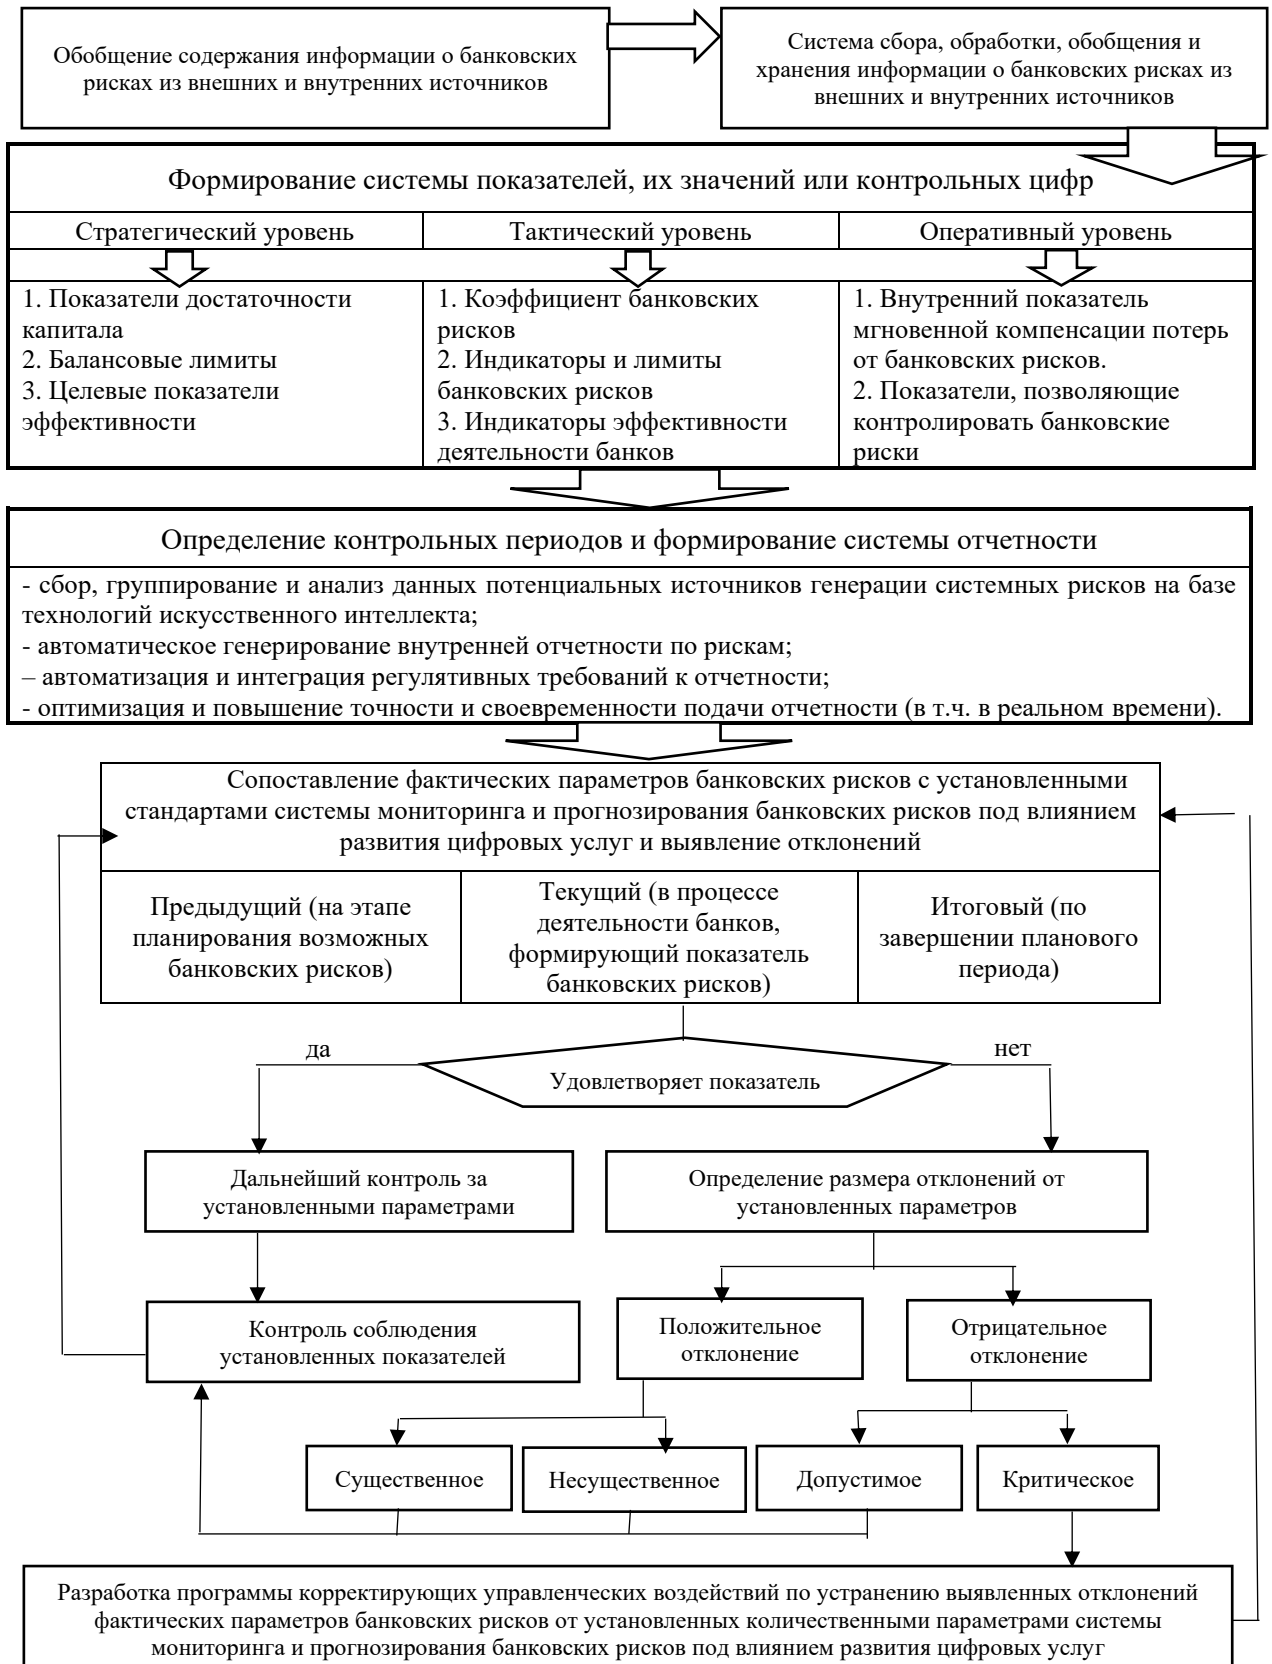 Обобщение содержания информации о банковских
рисках из внешних и внутренних источников
Система сбора, обработки, обобщения и
хранения информации о банковских рисках из
внешних и внутренних источников
Формирование системы показателей, их значений или контрольных цифр
Стратегический уровень
Тактический уровень
Оперативный уровень
1. Показатели достаточности
капитала
2. Балансовые лимиты
3. Целевые показатели
эффективности
1. Коэффициент банковских
рисков
2. Индикаторы и лимиты
банковских рисков
3. Индикаторы эффективности
деятельности банков
1. Внутренний показатель
мгновенной компенсации потерь
от банковских рисков.
2. Показатели, позволяющие
контролировать банковские
риски
Определение контрольных периодов и формирование системы отчетности
- сбор, группирование и анализ данных потенциальных источников генерации системных рисков на базе
технологий искусственного интеллекта;
- автоматическое генерирование внутренней отчетности по рискам;
– автоматизация и интеграция регулятивных требований к отчетности;
- оптимизация и повышение точности и своевременности подачи отчетности (в т.ч. в реальном времени).
Сопоставление фактических параметров банковских рисков с установленными
стандартами системы мониторинга и прогнозирования банковских рисков под влиянием
развития цифровых услуг и выявление отклонений
Предыдущий (на этапе
планирования возможных
банковских рисков)
Текущий (в процессе
деятельности банков,
формирующий показатель
банковских рисков)
Итоговый (по
завершении планового
периода)
да
нет
Удовлетворяет показатель
Дальнейший контроль за
установленными параметрами
Определение размера отклонений от
установленных параметров
Контроль соблюдения
установленных показателей
Положительное
отклонение
Отрицательное
отклонение
Существенное
Несущественное
Допустимое
Критическое
Разработка программы корректирующих управленческих воздействий по устранению выявленных отклонений
фактических параметров банковских рисков от установленных количественными параметрами системы
мониторинга и прогнозирования банковских рисков под влиянием развития цифровых услуг